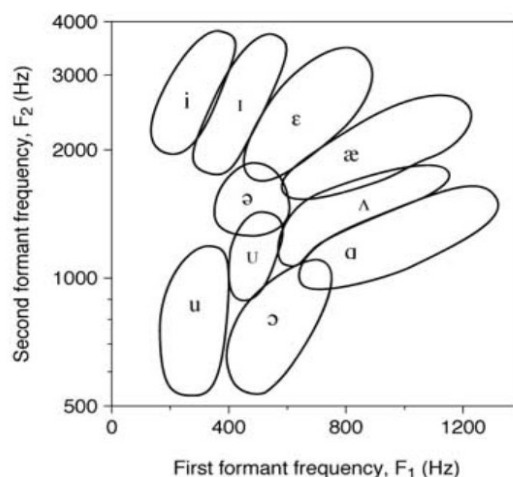 4000
3000
2000
1000
500
0
400
800
1200
Second formant frequency, F₂ (Hz)
First formant frequency, F₁ (Hz)
i
ɪ
ɛ
æ
ə
ʌ
ʊ
ɒ
u
ɔ